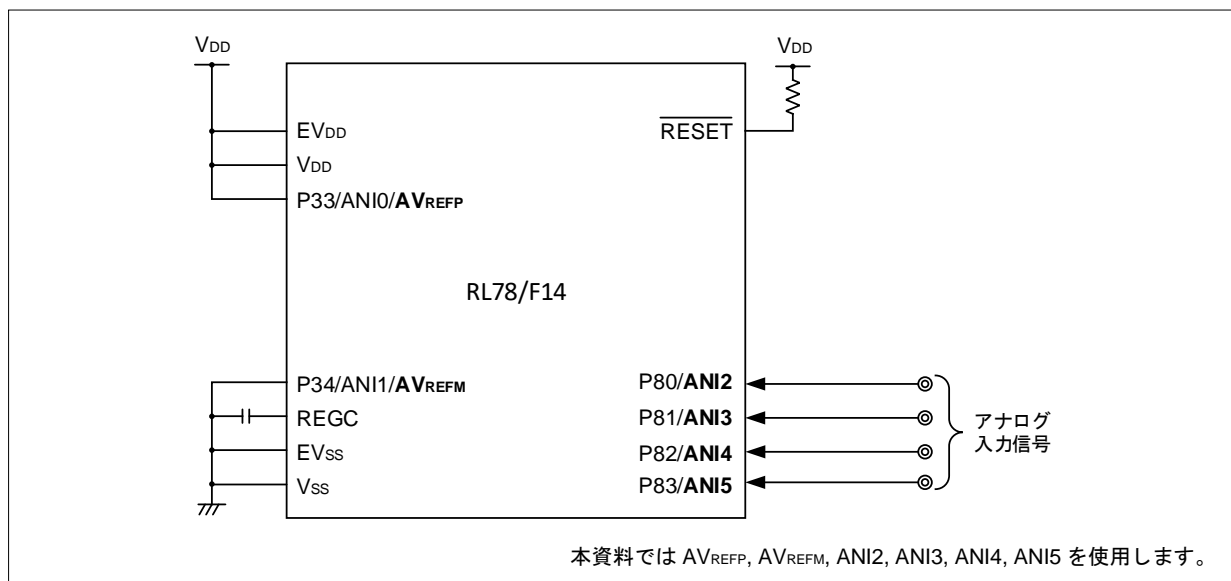 VDD
VDD
EVDD
RESET
VDD
P33/ANI0/AVREFP
RL78/F14
P34/ANI1/AVREFM
P80/ANI2
REGC
P81/ANI3
アナログ
入力信号
EVSS
P82/ANI4
VSS
P83/ANI5
本資料では AVREFP, AVREFM, ANI2, ANI3, ANI4, ANI5 を使用します。